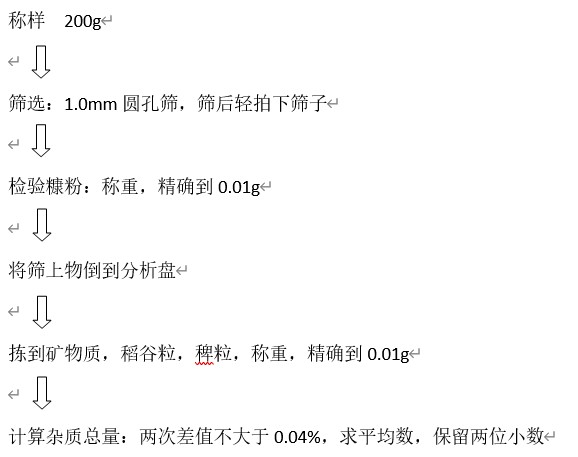 称样 200g
筛选：1.0mm 圆孔筛，筛后轻拍下筛子
检验糠粉：称重，精确到 0.01g
将筛上物倒到分析盘
拣到矿物质，稻谷粒，稗粒，称重，精确到 0.01g
计算杂质总量：两次差值不大于 0.04%，求平均数，保留两位小数